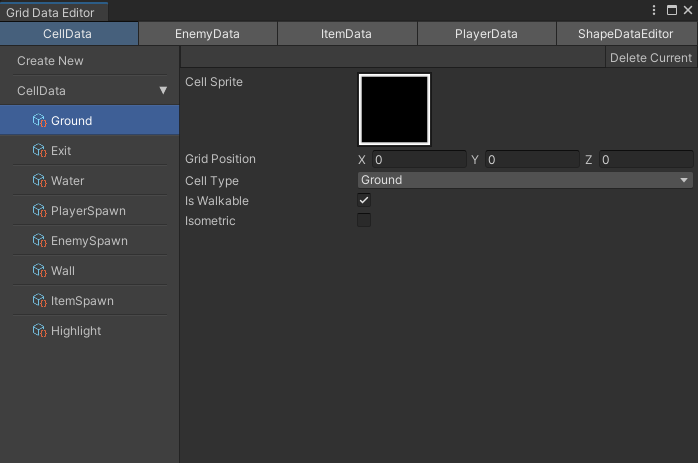 Grid Data Editor
CellData EnemyData ItemData PlayerData ShapeDataEditor
Create New
Delete Current
CellData
Ground
Exit
Water
PlayerSpawn
EnemySpawn
Wall
ItemSpawn
Highlight
Cell Sprite
Grid Position X 0 Y 0 Z 0
Cell Type Ground
Is Walkable
Isometric